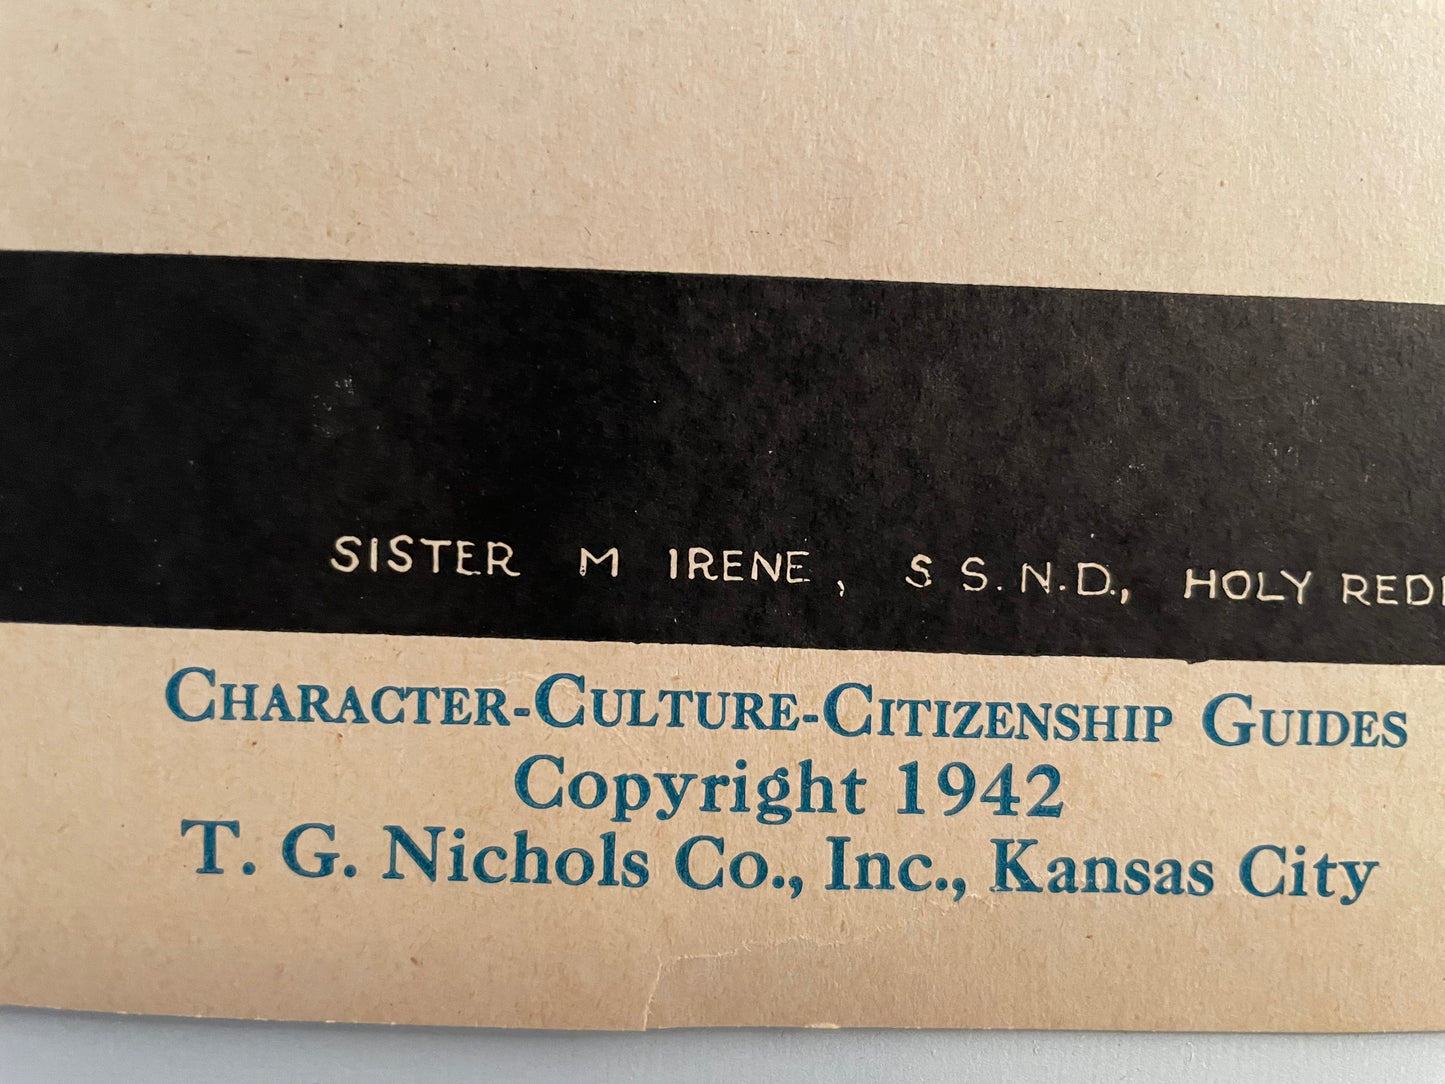 SISTER M IRENE, S S.N.D., HOLY
CHARACTER-CULTURE-CITIZENSHIP GUIDES
Copyright 1942
T. G. Nichols Co., Inc., Kansas City